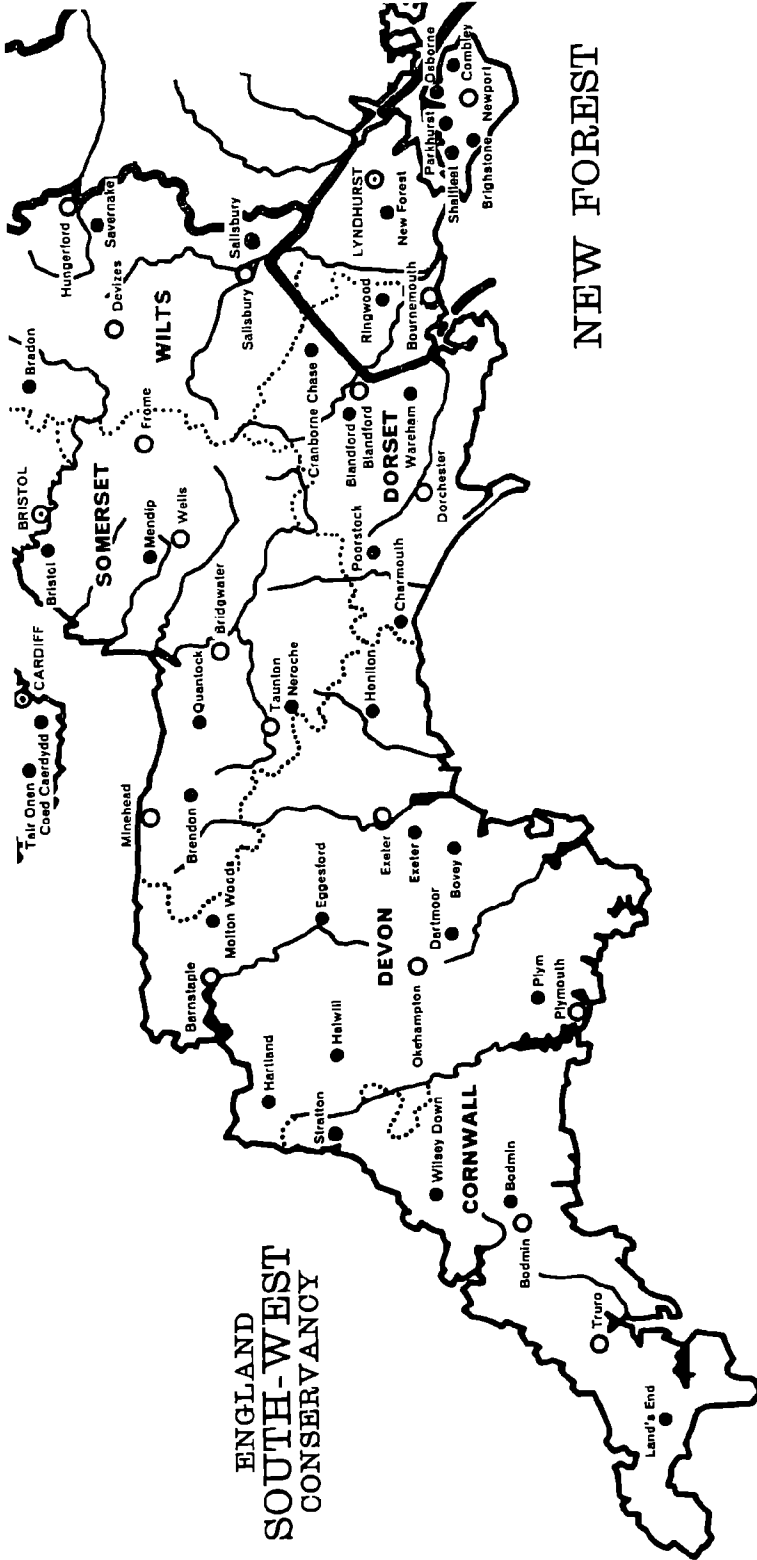 ENGLAND
SOUTH-WEST
CONSERVANCY
NEW FOREST
Tair Onen
Coed Caerdydd
CARDIFF
BRISTOL
Bristol
Bradon
Hungerford
Savernake
Devizes
WILTS
SOMERSET
Frome
Mendip
Wells
Minehead
Brendon
Quantock
Bridgwater
Salisbury
Salisbury
Barnstaple
Molton Woods
Taunton
Neroche
Hartland
Eggesford
Cranborne Chase
Ringwood
LYNDHURST
New Forest
Stratton
Halwill
Honiton
Poorstock
Blandford
Blandford
DORSET
Wareham
Bournemouth
Exeter
Exeter
Charmouth
Dorchester
DEVON
Okehampton
Dartmoor
Bovey
Wilsey Down
CORNWALL
Osborne
Combley
Parkhurst
Newport
Shalfleet
Brighstone
Bodmin
Bodmin
Plym
Plymouth
Truro
Land's End